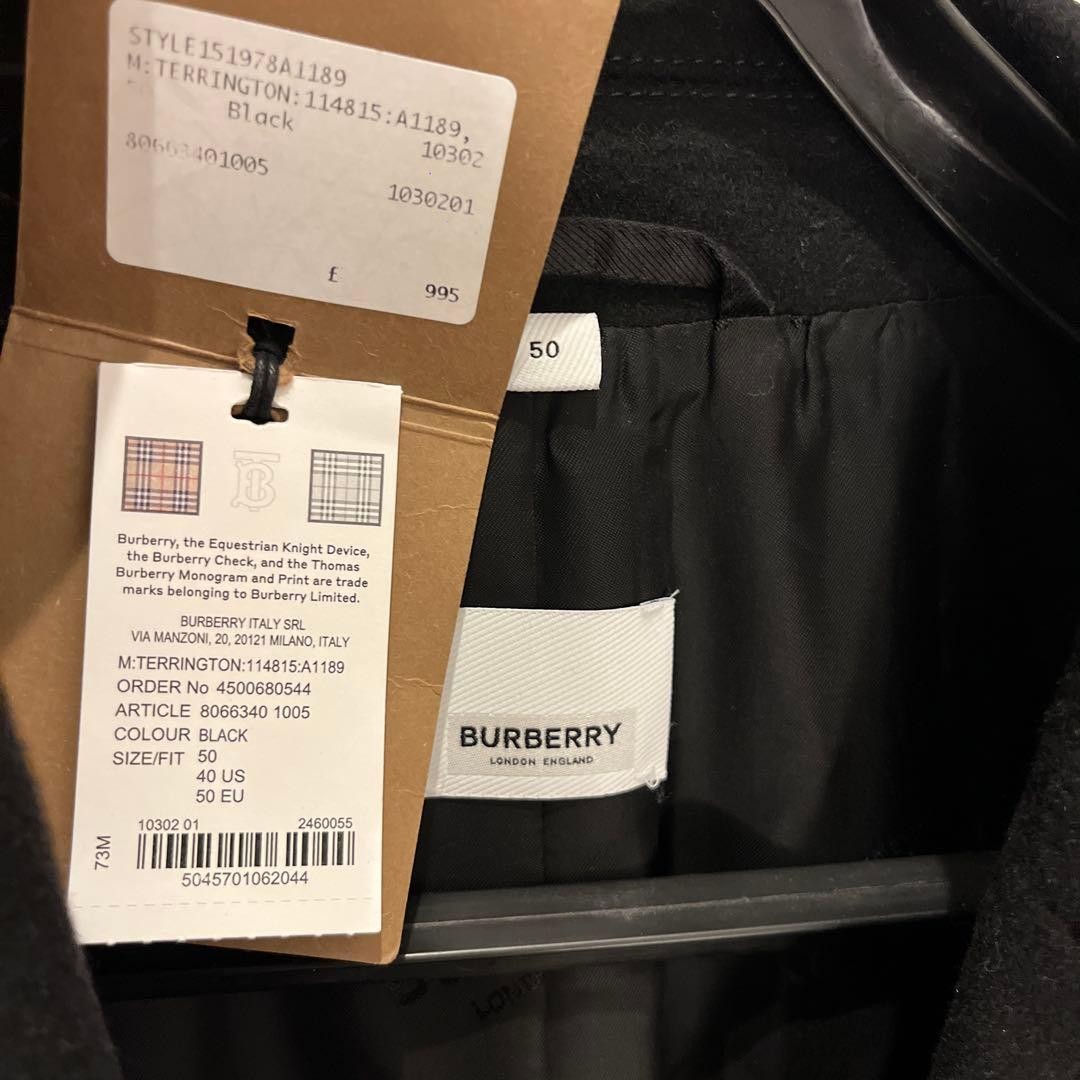 STYLE151978A1189
M:TERRINGTON:114815:A1189,
Black
10302
80663401005
1030201
£ 995
50
B
Burberry, the Equestrian Knight Device,
the Burberry Check, and the Thomas
Burberry Monogram and Print are trade
marks belonging to Burberry Limited.
BURBERRY ITALY SRL
VIA MANZONI, 20, 20121 MILANO, ITALY
M:TERRINGTON:114815:A1189
ORDER No 4500680544
ARTICLE 8066340 1005
COLOUR BLACK
SIZE/FIT 50
40 US
50 EU
73M
10302 01 2460055
5045701062044
BURBERRY
LONDON ENGLAND